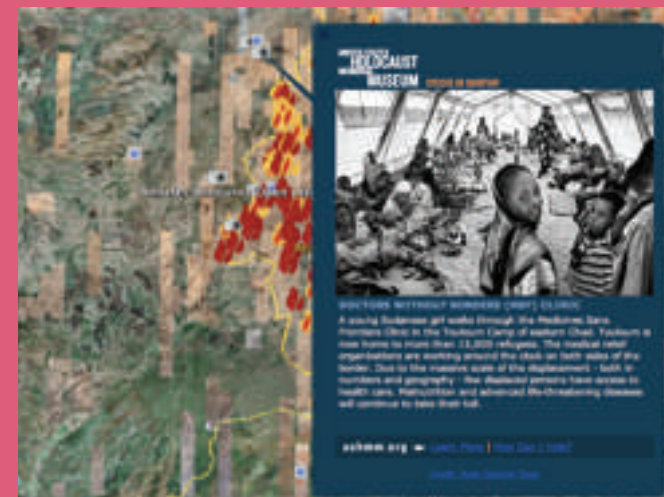 UNITED STATES
HOLOCAUST
MEMORIAL
MUSEUM CRISIS IN DARFUR
DOCTORS WITHOUT BORDERS (MSF) CLINIC
A young Sudanese girl walks through the Medecins Sans
Frontieres Clinic in the Touloum Camp of eastern Chad. Touloum is
now home to more than 15,000 refugees. The medical relief
organizations are working around the clock on both sides of the
border. Due to the massive scale of the displacement - both in
numbers and geography - few displaced persons have access to
health care. Malnutrition and advanced life-threatening diseases
will continue to take their toll.
ushmm.org Learn More | How Can I Help?